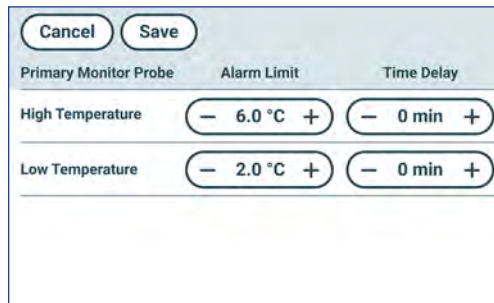 Cancel Save
Primary Monitor Probe Alarm Limit Time Delay
High Temperature − 6.0 °C + − 0 min +
Low Temperature − 2.0 °C + − 0 min +